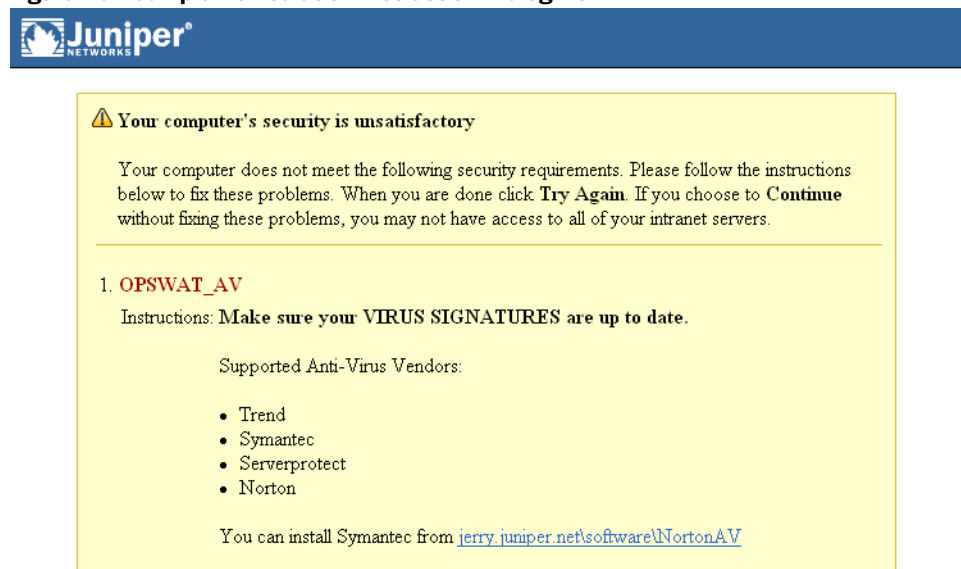 Juniper®
NETWORKS
Your computer's security is unsatisfactory
Your computer does not meet the following security requirements. Please follow the instructions
below to fix these problems. When you are done click Try Again. If you choose to Continue
without fixing these problems, you may not have access to all of your intranet servers.
1. OPSWAT_AV
Instructions: Make sure your VIRUS SIGNATURES are up to date.
Supported Anti-Virus Vendors:
• Trend
• Symantec
• Serverprotect
• Norton
You can install Symantec from jerry.juniper.net\software\NortonAV